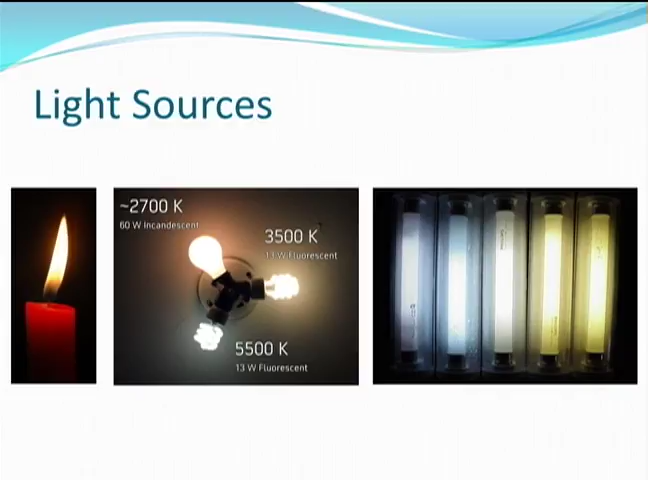 Light Sources
~2700 K
60 W Incandescent
3500 K
13 W Fluorescent
5500 K
13 W Fluorescent